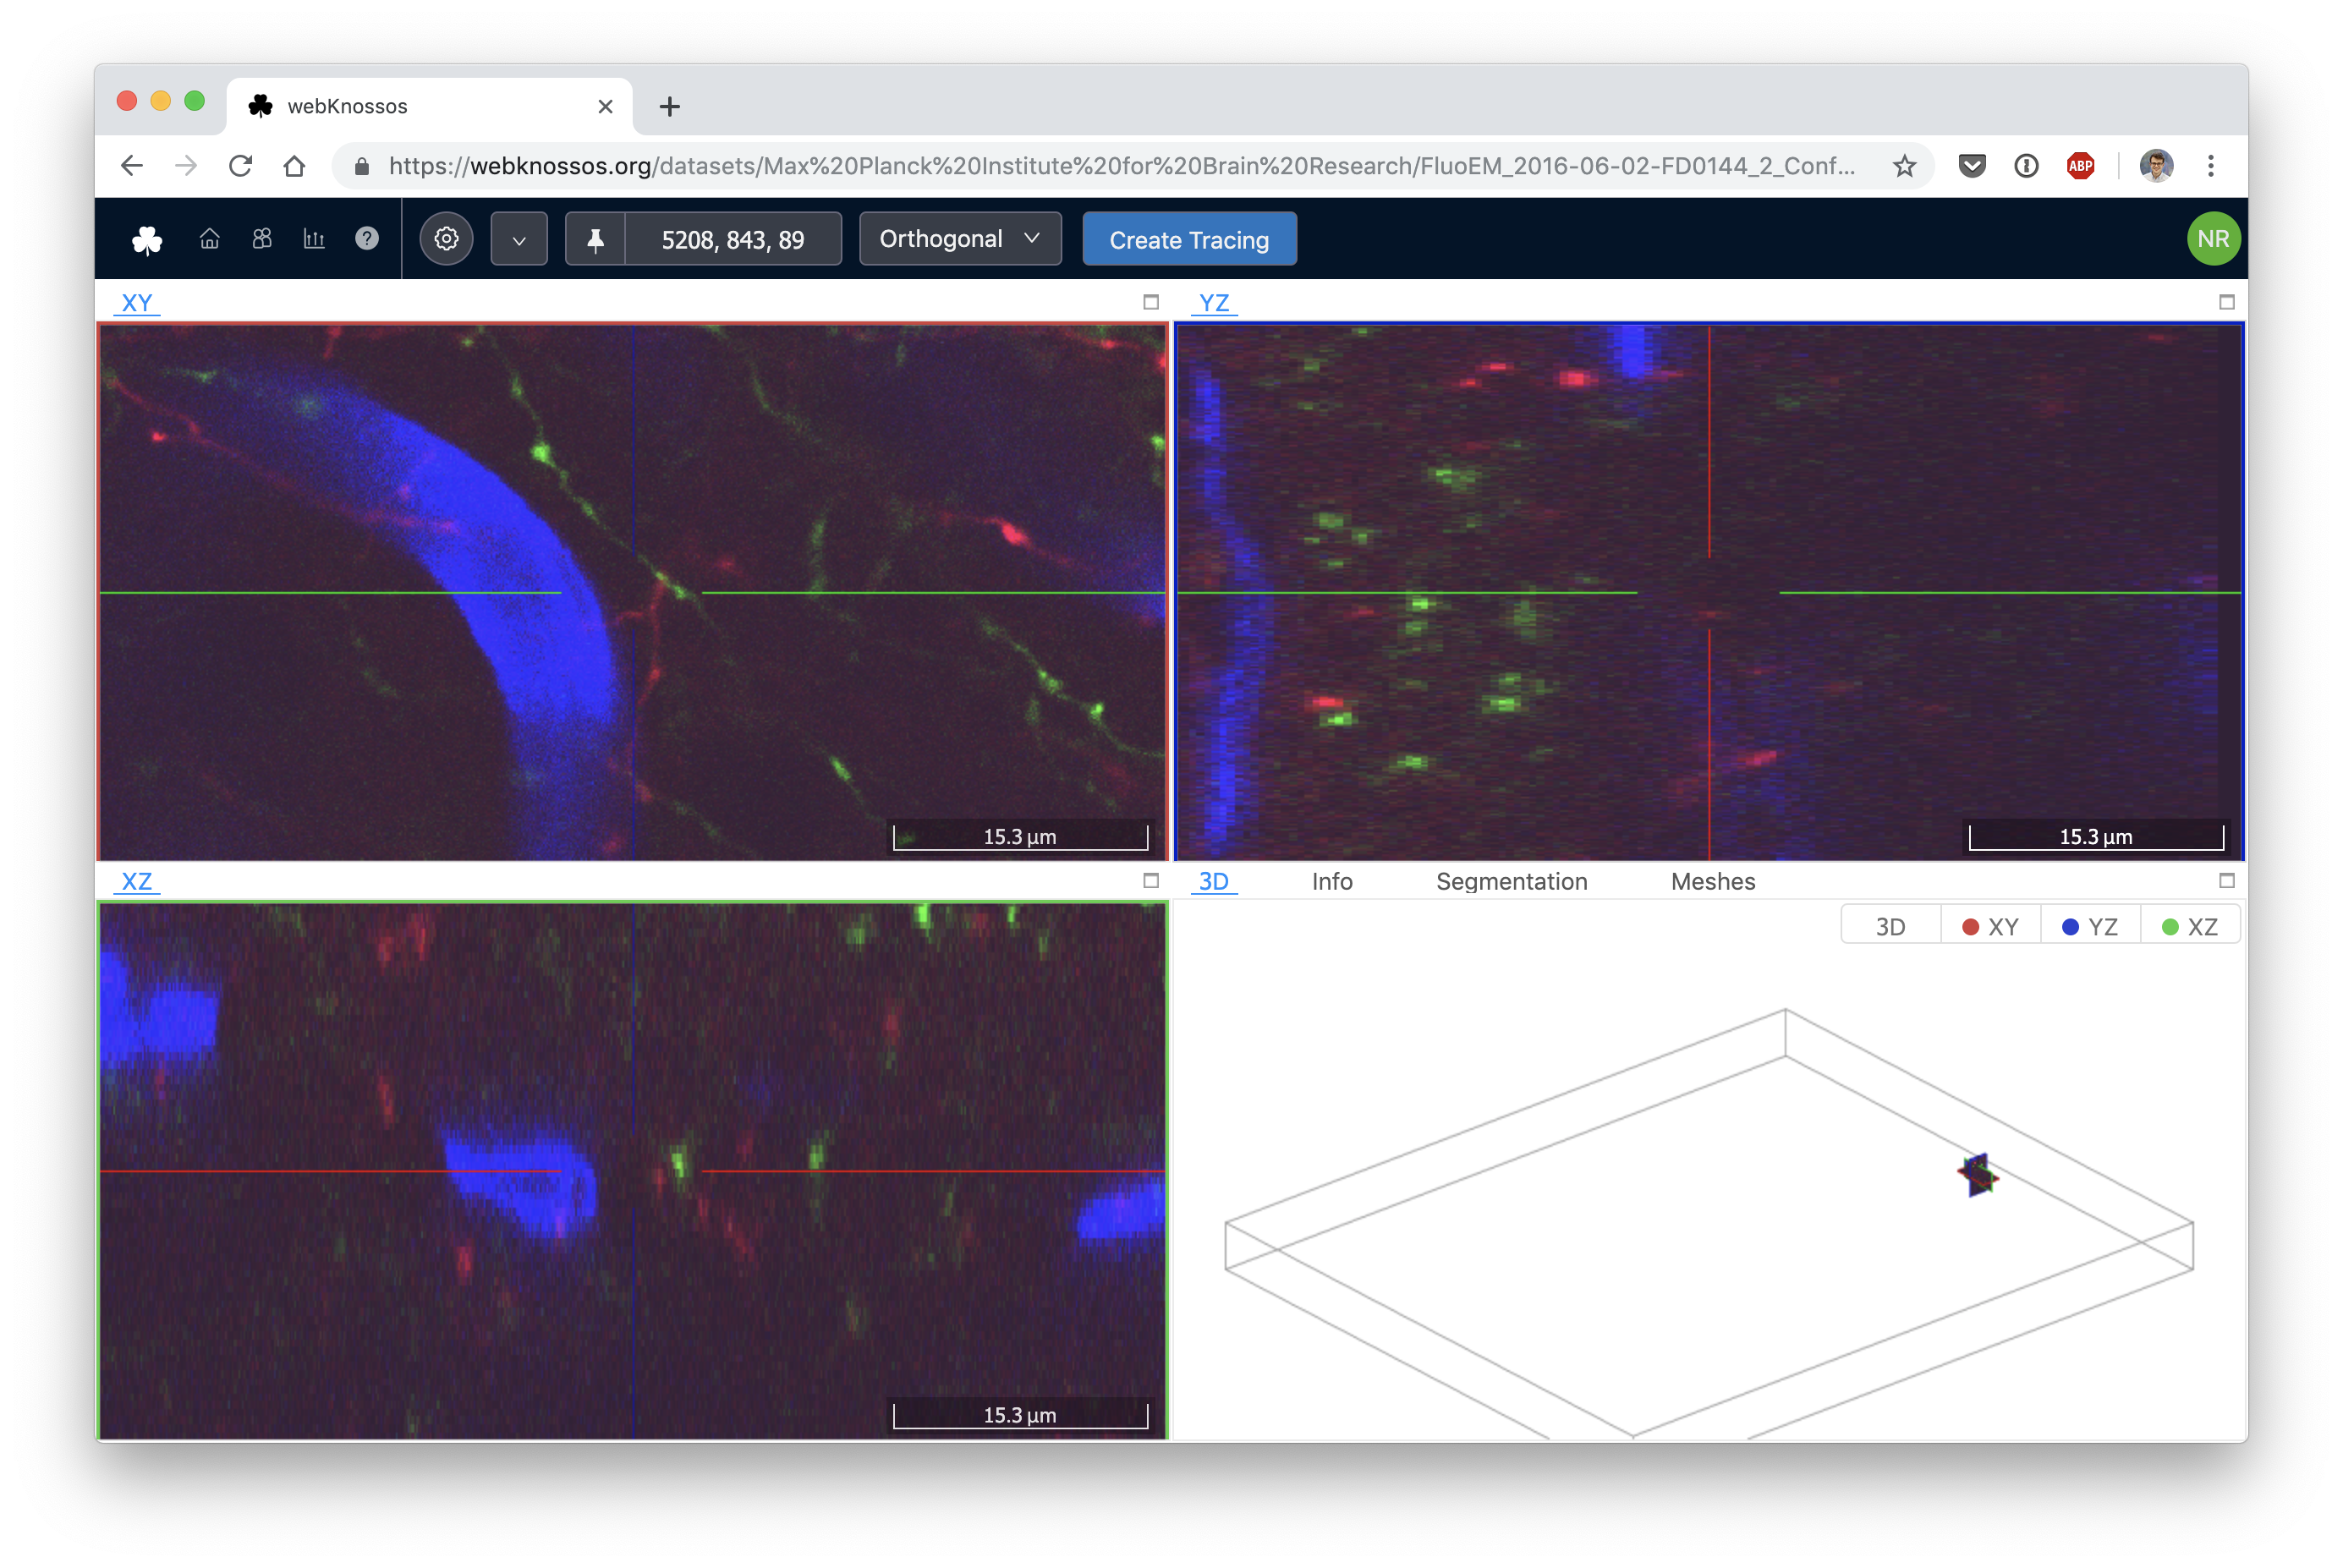 webKnossos
https://webknossos.org/datasets/Max%20Planck%20Institute%20for%20Brain%20Research/FluoEM_2016-06-02-FD0144_2_Conf...
ABP
5208, 843, 89
Orthogonal
Create Tracing
NR
XY
YZ
15.3 µm
15.3 µm
XZ
3D Info Segmentation Meshes
3D XY YZ XZ
15.3 µm